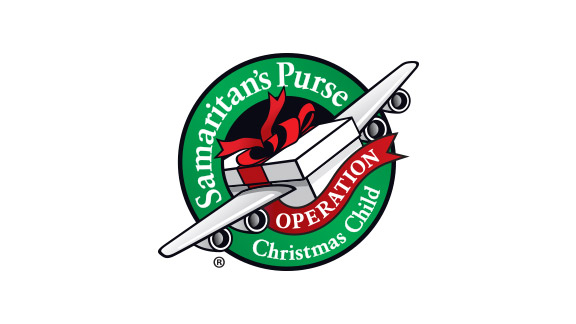 Samaritan's Purse
OPERATION
Christmas Child
®